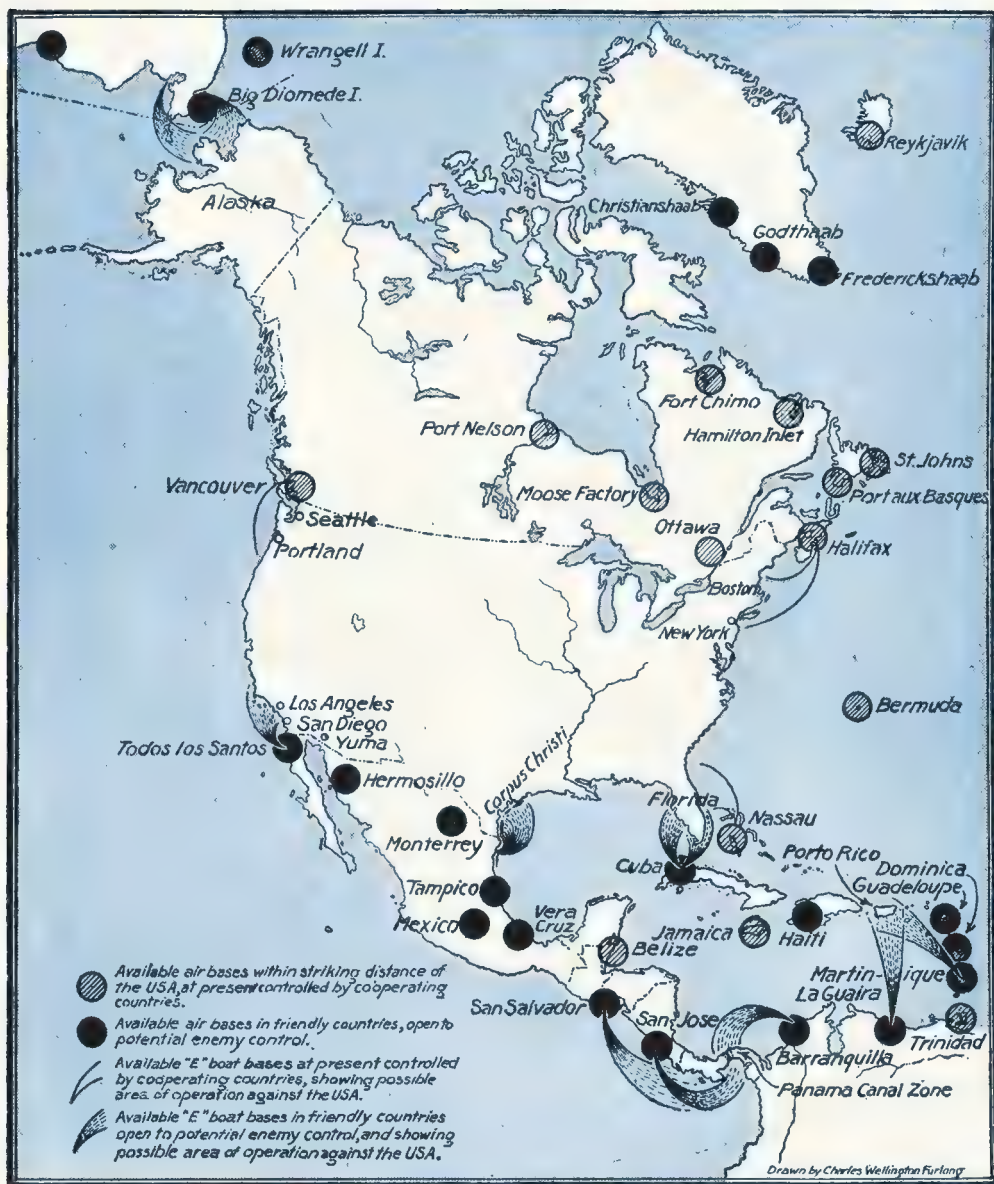 Wrangell I.
Big Diomede I.
Reykjavik
Alaska
Christianshaab
Godthaab
Frederickshaab
Fort Chimo
Hamilton Inlet
Port Nelson
St. Johns
Vancouver
Moose Factory
Port aux Basques
Seattle
Ottawa
Portland
Halifax
Boston
New York
Los Angeles
Bermuda
San Diego
Todos los Santos
Yuma
Corpus Christi
Hermosillo
Florida
Nassau
Monterrey
Porto Rico
Dominica
Cuba
Guadeloupe
Tampico
Mexico
Vera
Cruz
Jamaica
Haiti
Belize
Martinique
La Guaira
San Salvador
San Jose
Trinidad
Barranquilla
Panama Canal Zone
Available air bases within striking distance of
the USA, at present controlled by coöperating
countries.
Available air bases in friendly countries, open to
potential enemy control.
Available "E" boat bases at present controlled
by coöperating countries, showing possible
area of operation against the USA.
Available "E" boat bases in friendly countries
open to potential enemy control, and showing
possible area of operation against the USA.
Drawn by Charles Wellington Furlong